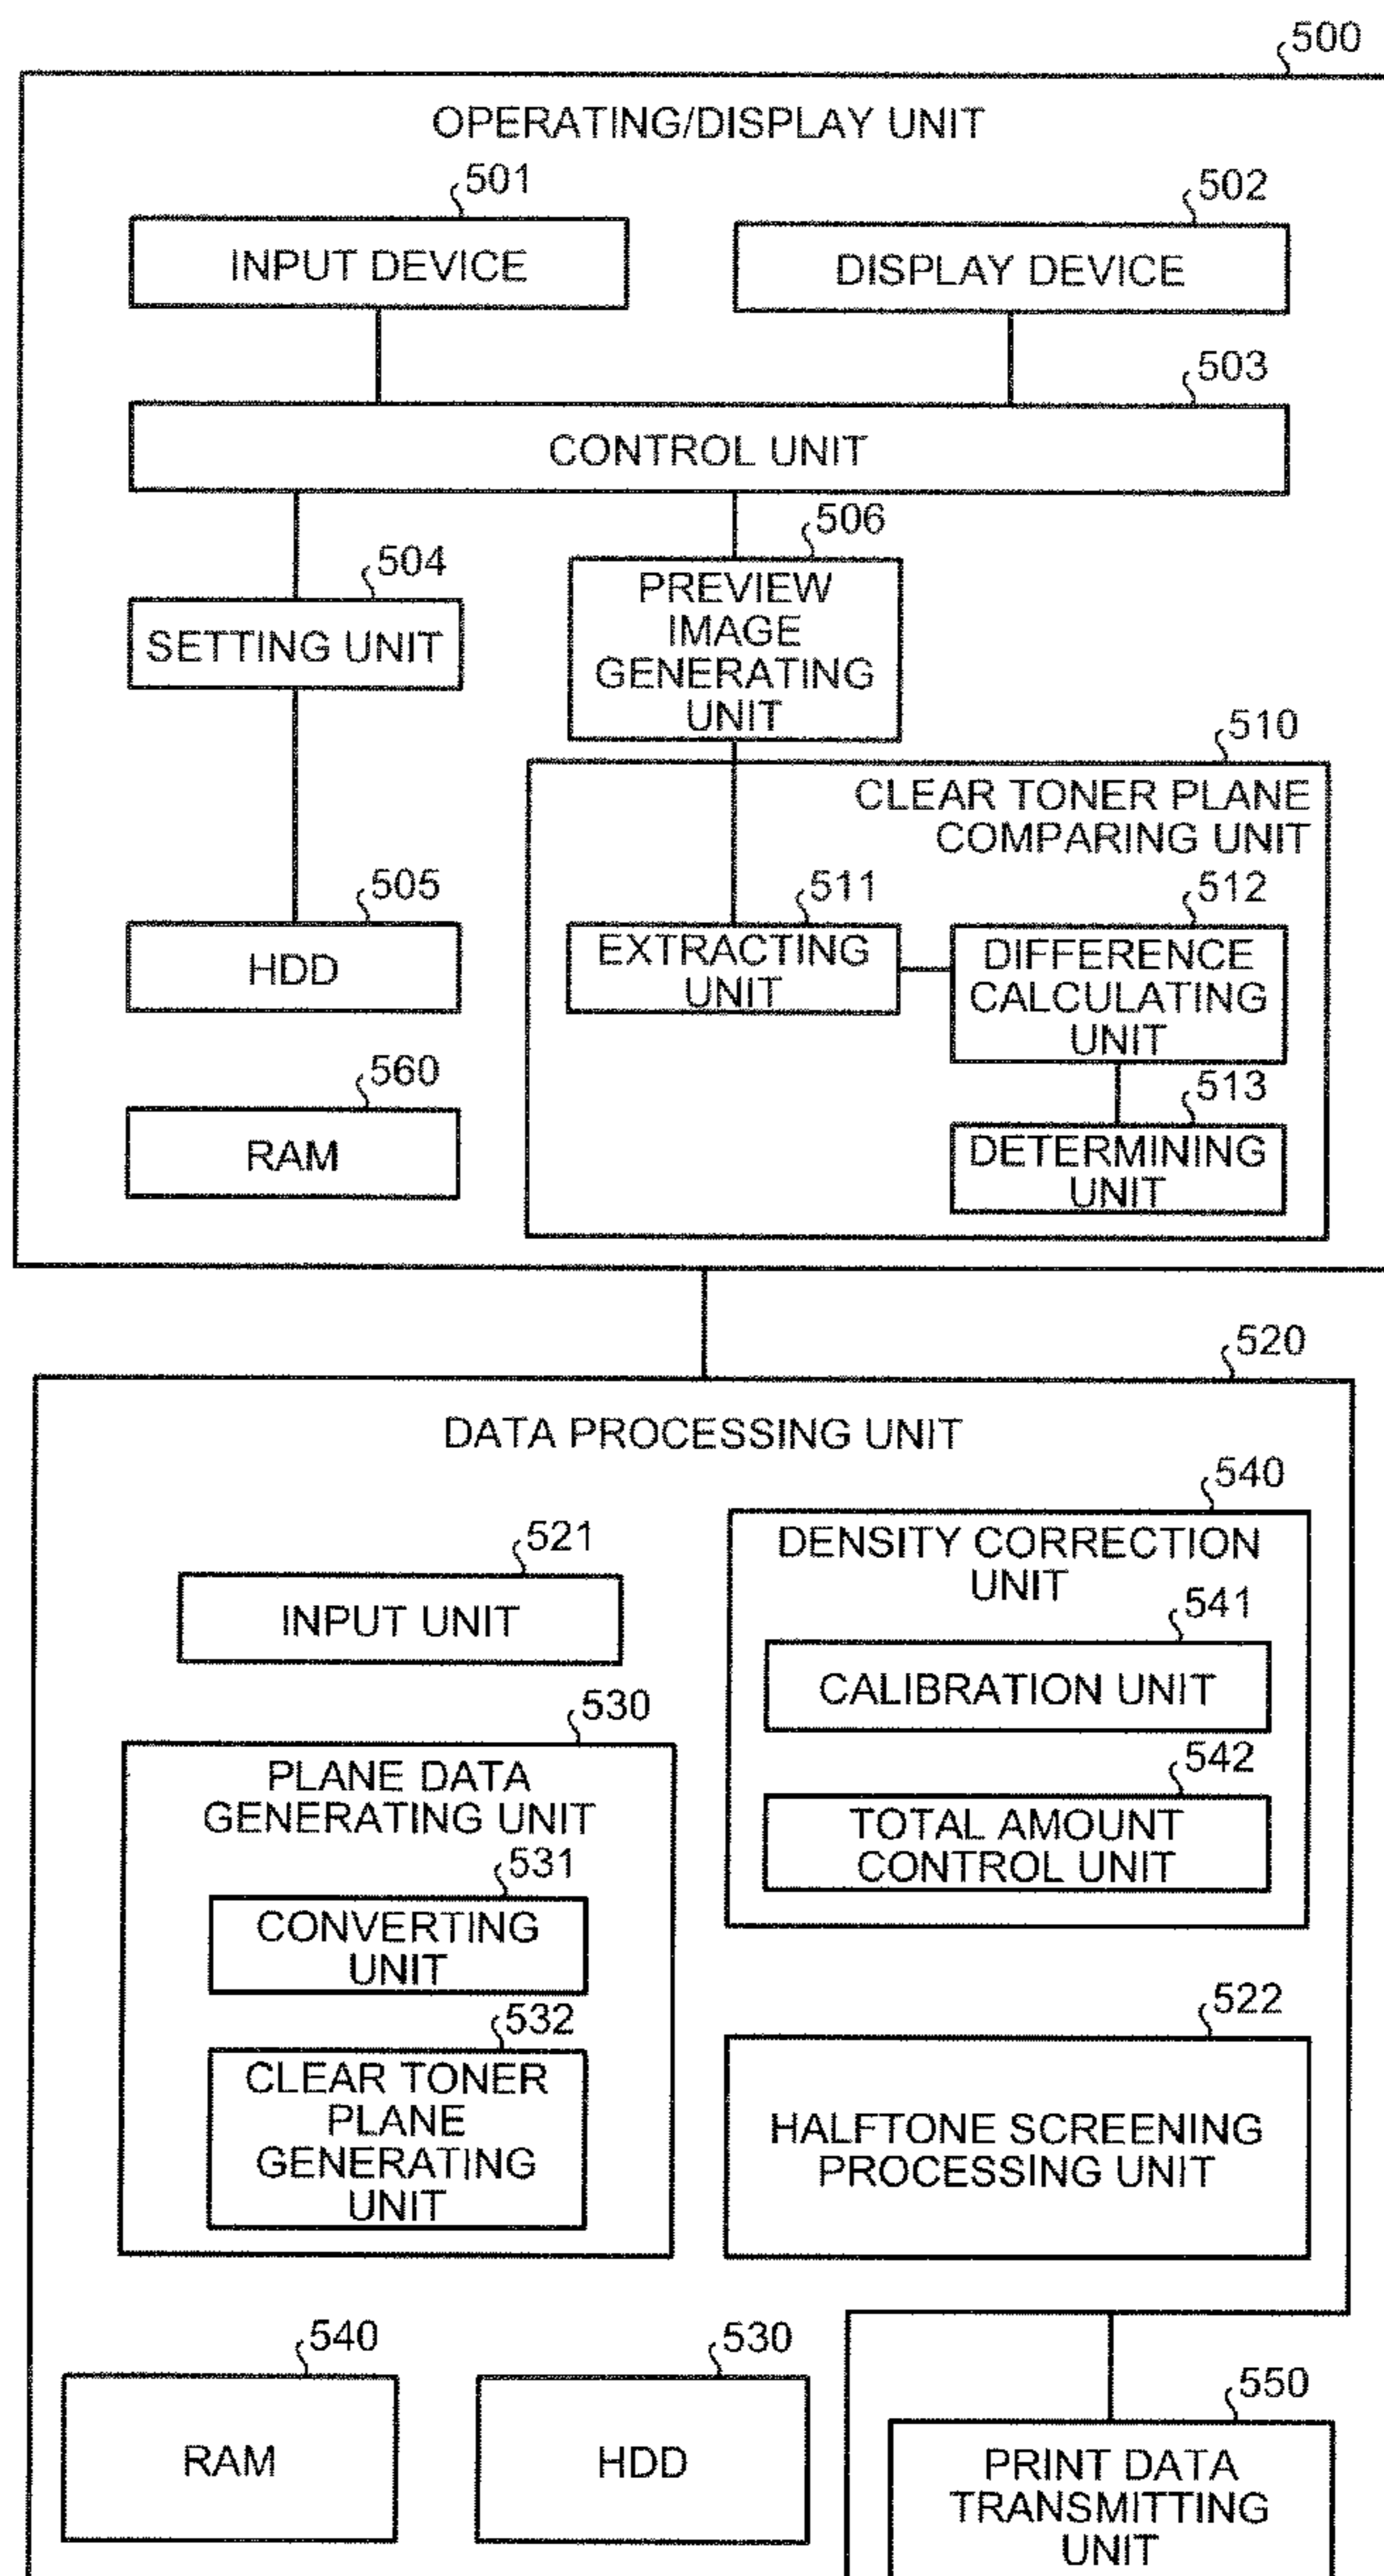 500
OPERATING/DISPLAY UNIT
501
INPUT DEVICE
502
DISPLAY DEVICE
503
CONTROL UNIT
504
SETTING UNIT
506
PREVIEW
IMAGE
GENERATING
UNIT
510
CLEAR TONER PLANE
COMPARING UNIT
505
HDD
511
EXTRACTING
UNIT
512
DIFFERENCE
CALCULATING
UNIT
560
RAM
513
DETERMINING
UNIT
520
DATA PROCESSING UNIT
521
INPUT UNIT
540
DENSITY CORRECTION
UNIT
541
CALIBRATION UNIT
542
TOTAL AMOUNT
CONTROL UNIT
530
PLANE DATA
GENERATING UNIT
531
CONVERTING
UNIT
532
CLEAR TONER
PLANE
GENERATING
UNIT
522
HALFTONE SCREENING
PROCESSING UNIT
540
RAM
530
HDD
550
PRINT DATA
TRANSMITTING
UNIT